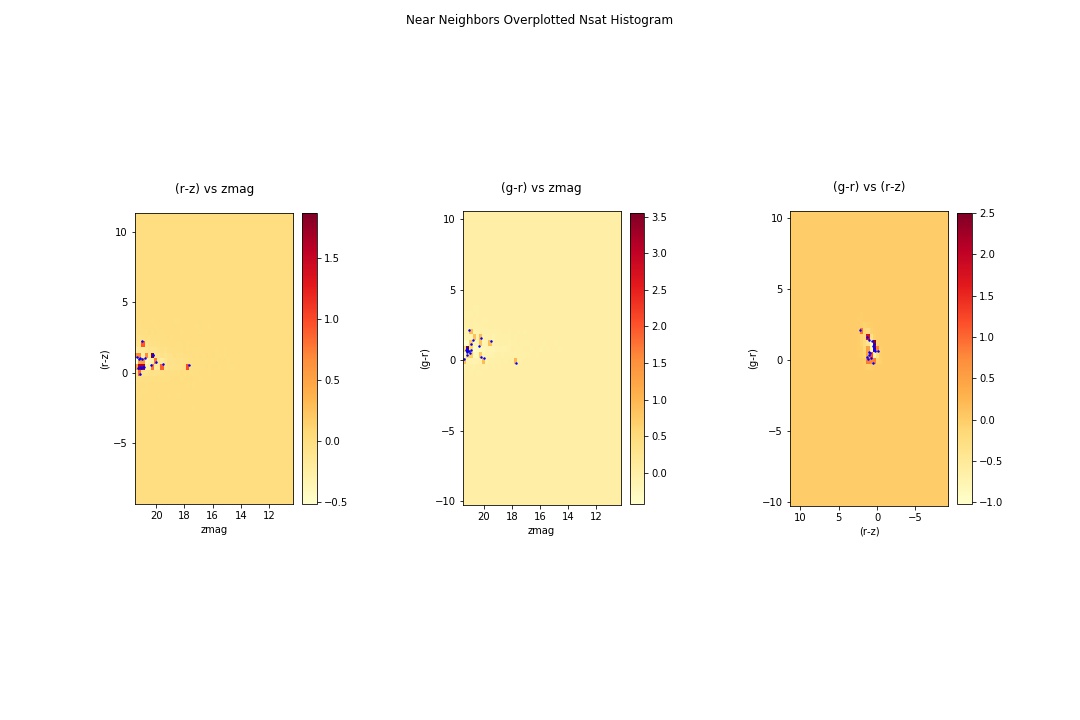 Near Neighbors Overplotted Nsat Histogram
(r-z) vs zmag
(r-z)
10
5
0
−5
20 18 16 14 12
zmag
1.5
1.0
0.5
0.0
−0.5
(g-r) vs zmag
(g-r)
10
5
0
−5
−10
20 18 16 14 12
zmag
3.5
3.0
2.5
2.0
1.5
1.0
0.5
0.0
(g-r) vs (r-z)
(g-r)
10
5
0
−5
−10
10 5 0 −5
(r-z)
2.5
2.0
1.5
1.0
0.5
0.0
−0.5
−1.0